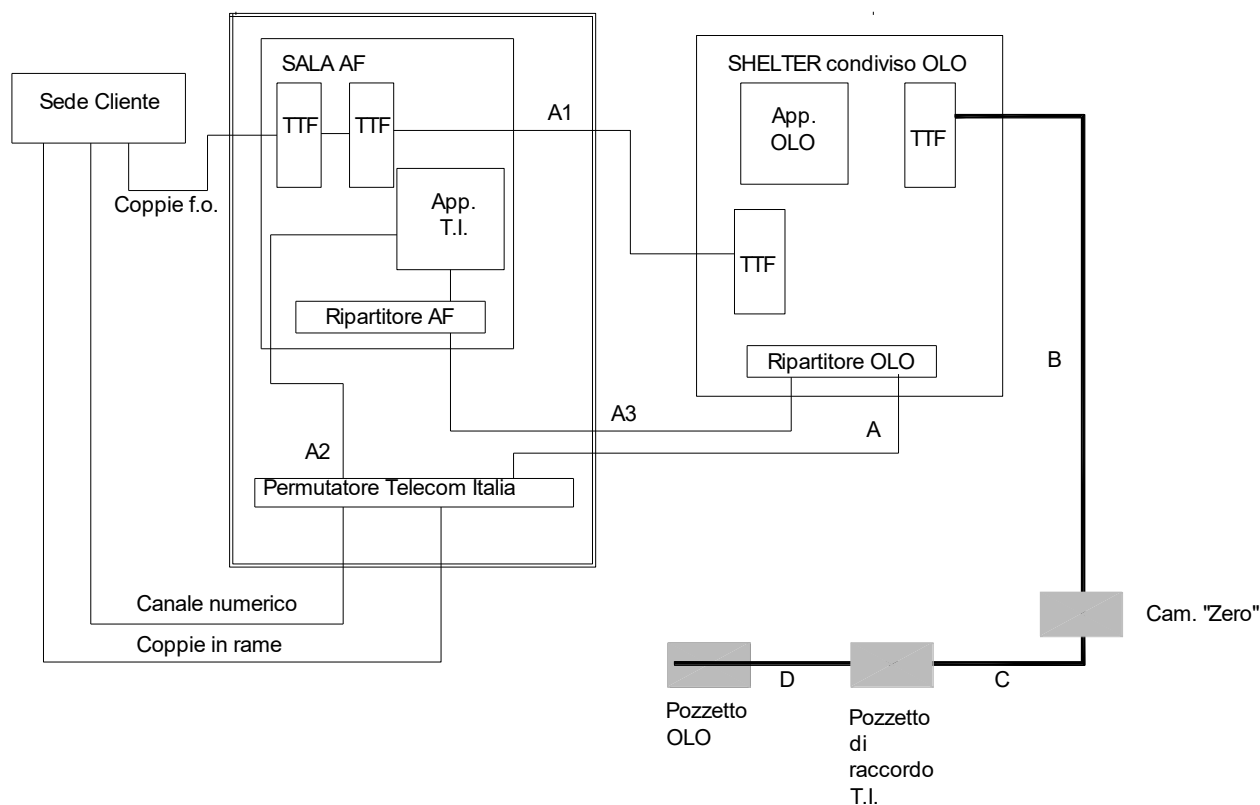 SALA AF
SHELTER condiviso OLO
Sede Cliente
TTF
TTF
A1
App.
OLO
TTF
Coppie f.o.
App.
T.I.
TTF
Ripartitore AF
Ripartitore OLO
B
A3
A
A2
Permutatore Telecom Italia
Canale numerico
Coppie in rame
Cam. "Zero"
D
C
Pozzetto
OLO
Pozzetto
di
raccordo
T.I.